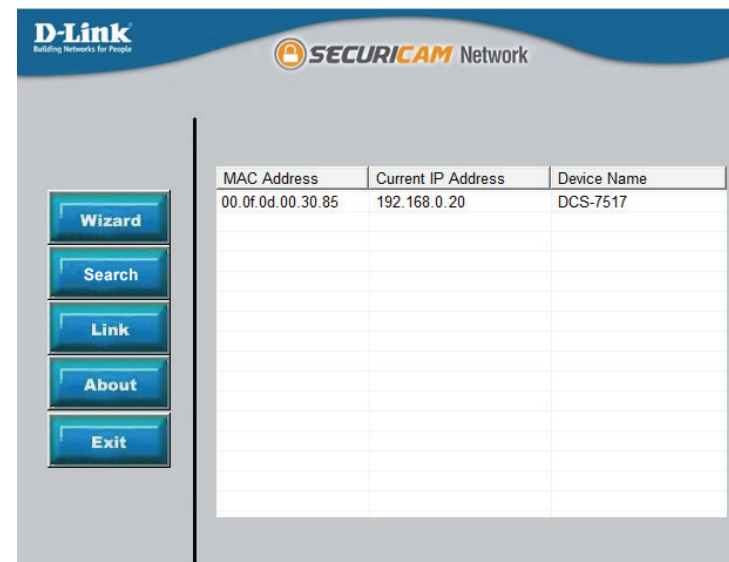 D-Link
Building Networks for People
SECURICAM Network
MAC Address Current IP Address Device Name
00.0f.0d.00.30.85 192.168.0.20 DCS-7517
Wizard
Search
Link
About
Exit